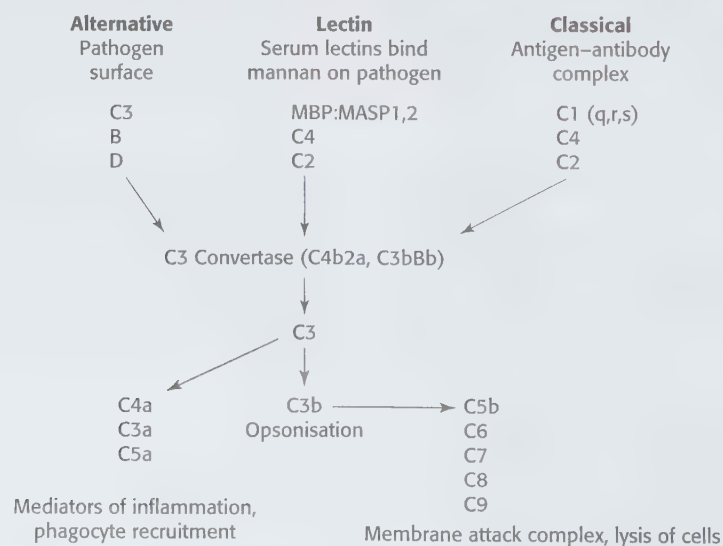 Alternative
Pathogen
surface
C3
B
D
Lectin
Serum lectins bind
mannan on pathogen
MBP:MASP1,2
C4
C2
Classical
Antigen–antibody
complex
C1 (q,r,s)
C4
C2
C3 Convertase (C4b2a, C3bBb)
C3
C4a
C3a
C5a
Mediators of inflammation,
phagocyte recruitment
C3b
Opsonisation
C5b
C6
C7
C8
C9
Membrane attack complex, lysis of cells